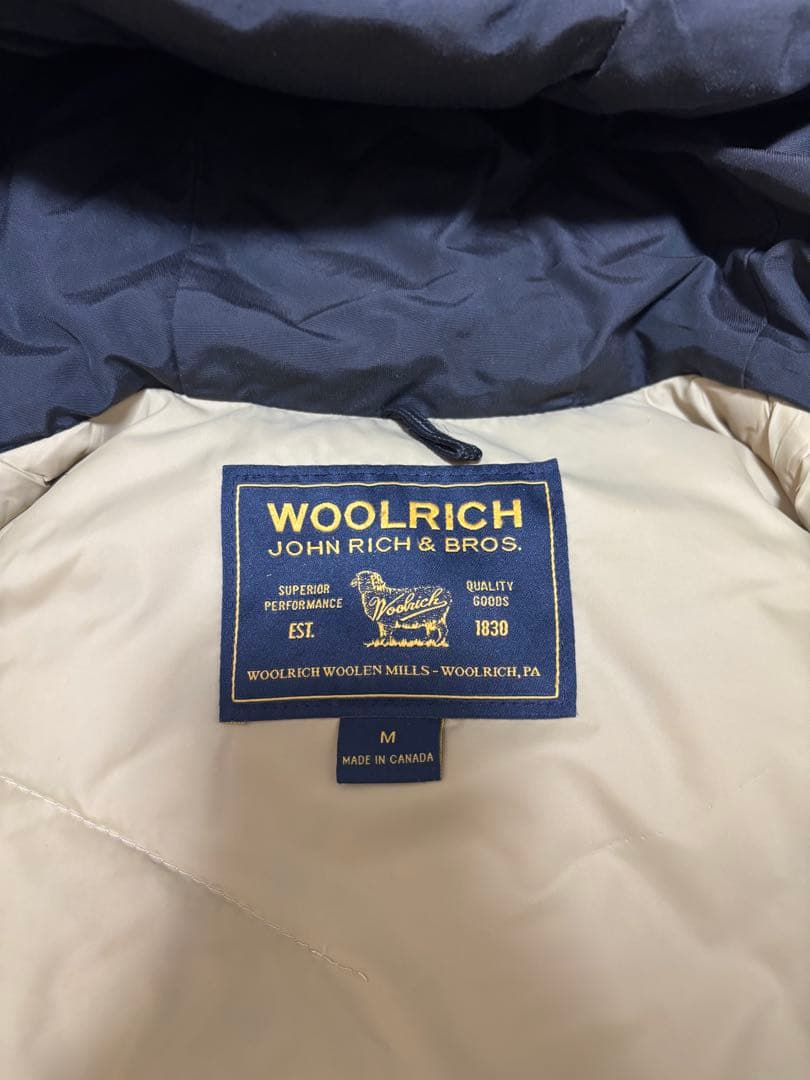 WOOLRICH
JOHN RICH & BROS.
SUPERIOR
PERFORMANCE
EST.
Woolrich
QUALITY
GOODS
1830
WOOLRICH WOOLEN MILLS - WOOLRICH, PA
M
MADE IN CANADA